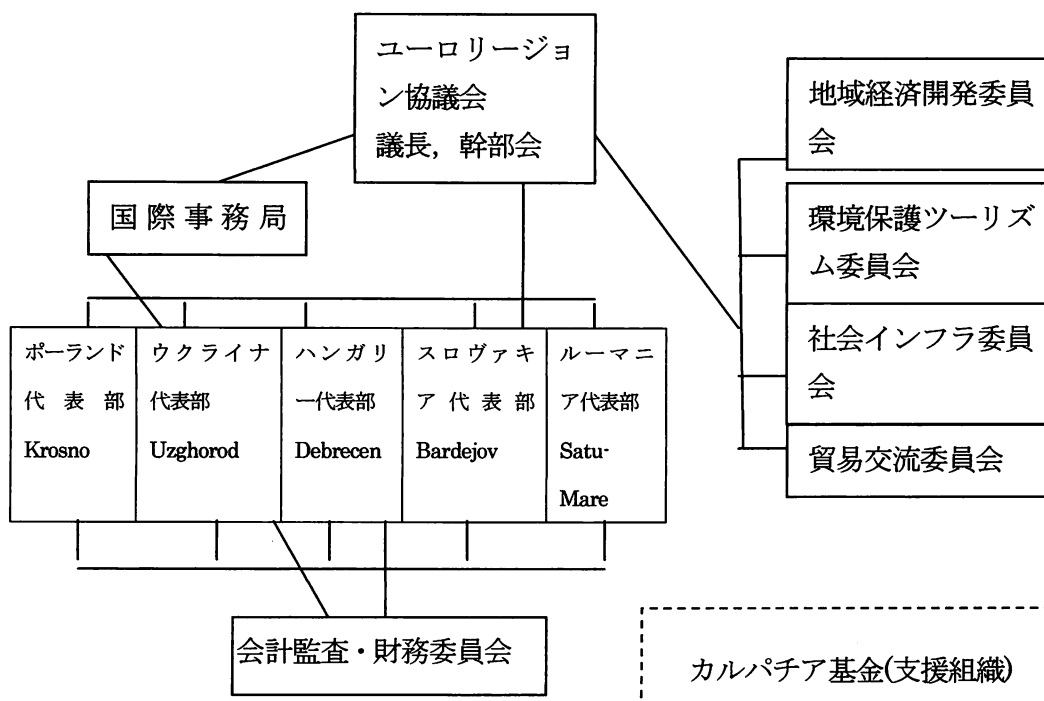 ユーロリージョ
ン協議会
議長，幹部会
地域経済開発委員
会
国際事務局
環境保護ツーリズ
ム委員会
社会インフラ委員
会
貿易交流委員会
ポーランド
代表部
Krosno
ウクライナ
代表部
Uzghorod
ハンガリ
ー代表部
Debrecen
スロヴァキ
ア代表部
Bardejov
ルーマニ
ア代表部
Satu-
Mare
会計監査・財務委員会
カルパチア基金(支援組織)